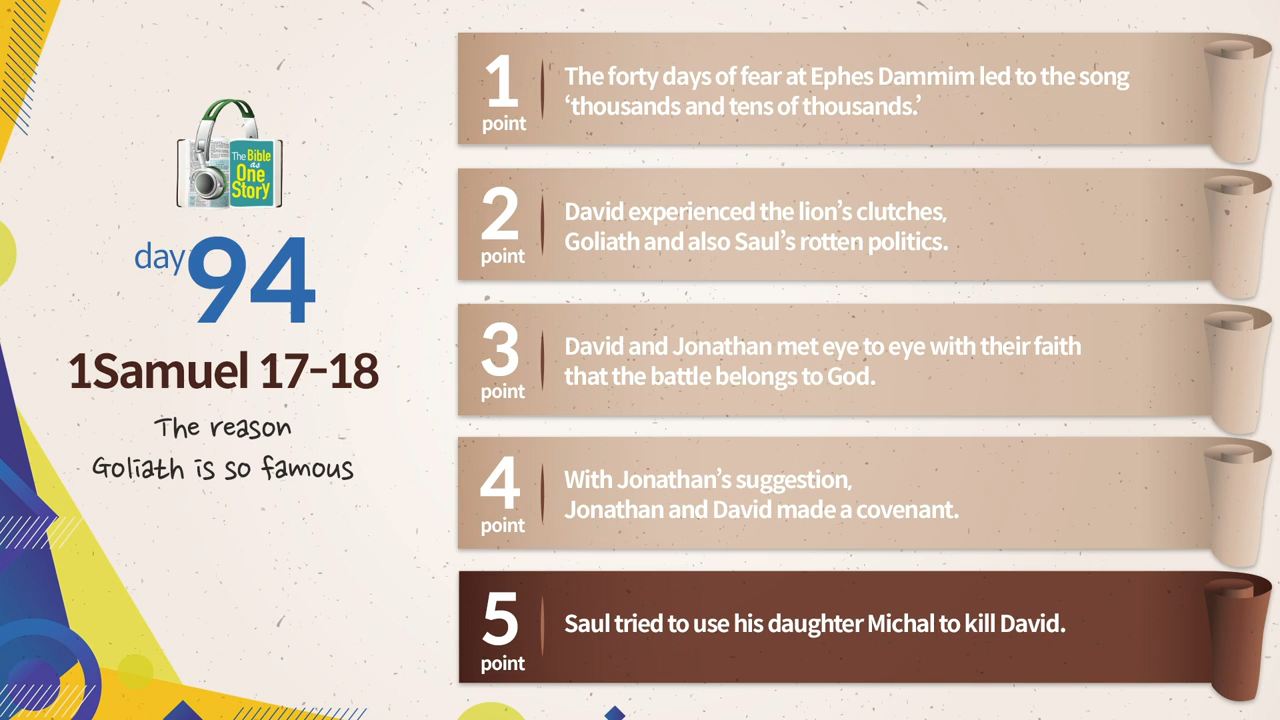 The Bible
as
One
Story
day94
1Samuel 17-18
The reason
Goliath is so famous
1
point
The forty days of fear at Ephes Dammim led to the song
‘thousands and tens of thousands.’
2
point
David experienced the lion’s clutches,
Goliath and also Saul’s rotten politics.
3
point
David and Jonathan met eye to eye with their faith
that the battle belongs to God.
4
point
With Jonathan’s suggestion,
Jonathan and David made a covenant.
5
point
Saul tried to use his daughter Michal to kill David.